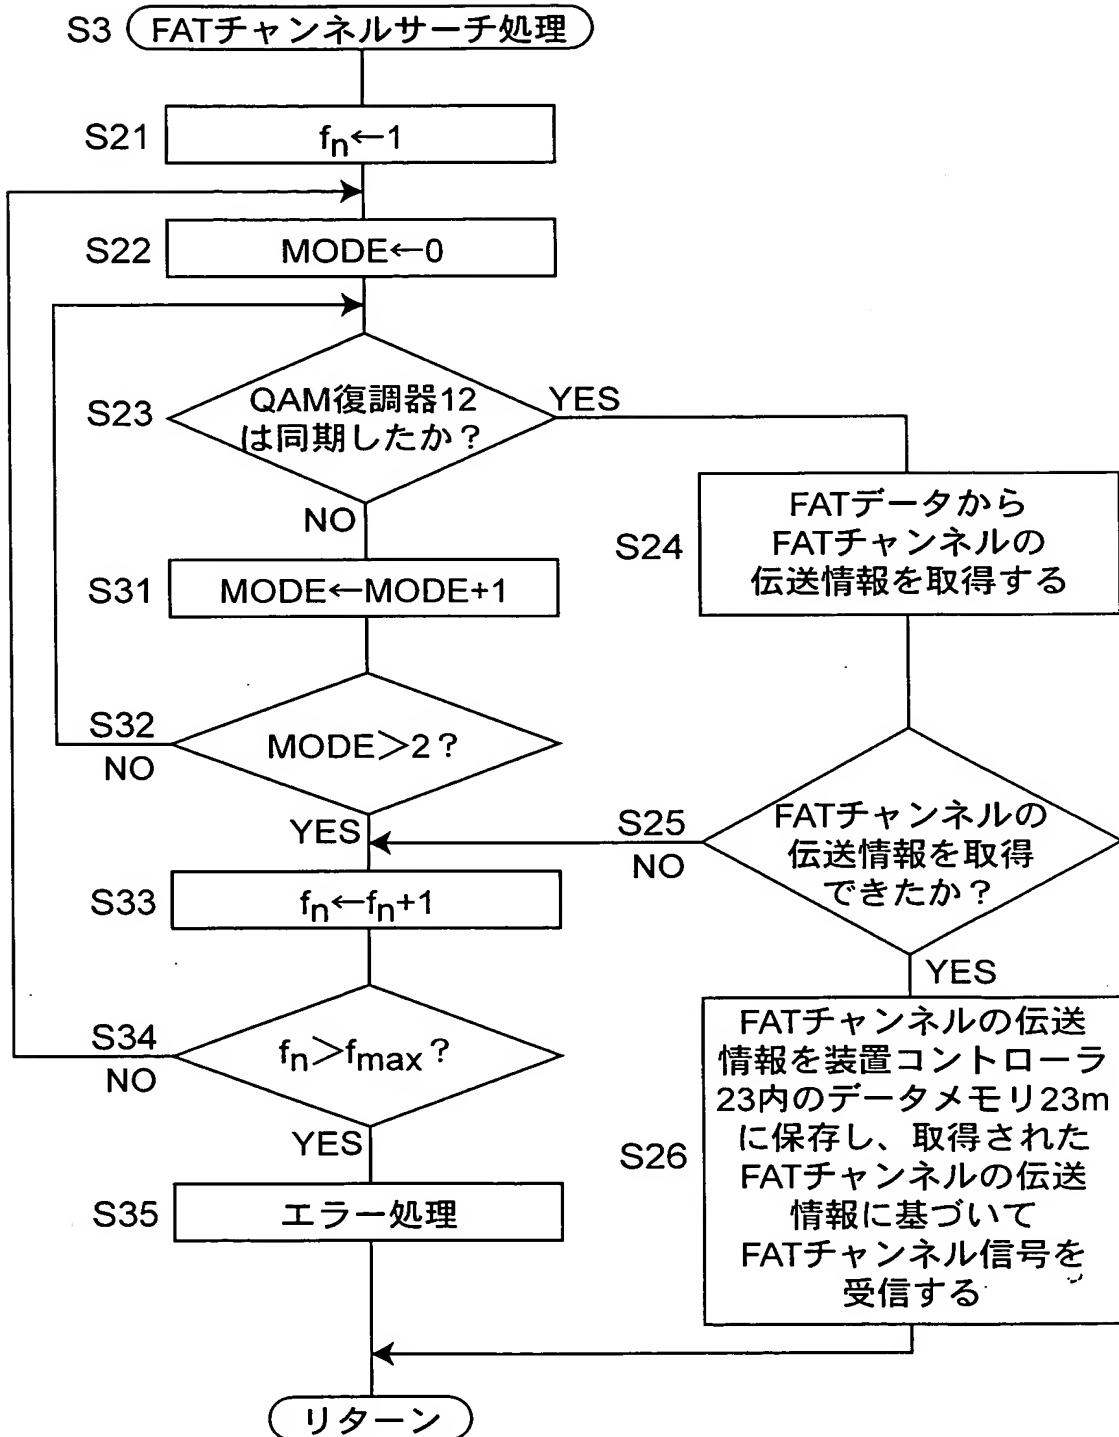 S3 FATチャンネルサーチ処理
S21 fn←1
S22 MODE←0
S23 QAM復調器12
は同期したか？
YES
NO
S24 FATデータから
FATチャンネルの
伝送情報を取得する
S31 MODE←MODE+1
S32 MODE＞2？
NO
YES
S25 FATチャンネルの
伝送情報を取得
できたか？
NO
YES
S33 fn←fn+1
S34 fn＞fmax？
NO
YES
S26 FATチャンネルの伝送
情報を装置コントローラ
23内のデータメモリ23m
に保存し、取得された
FATチャンネルの伝送
情報に基づいて
FATチャンネル信号を
受信する
S35 エラー処理
リターン